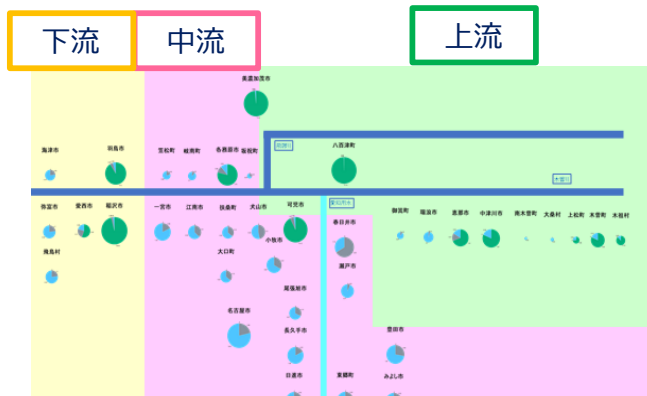 下流 中流 上流
美濃加茂市
海津市 羽島市 笠松町 岐南町 各務原市 坂祝町 八百津町
木曽川
弥富市 愛西市 稲沢市 一宮市 江南市 扶桑町 犬山市 可児市 御嵩町 瑞浪市 恵那市 中津川市 南木曽町 大桑村 上松町 木曽町 木祖村
春日井市
飛島村 大口町 小牧市 瀬戸市
尾張旭市
名古屋市 長久手市 豊田市
日進市 東郷町 みよし市